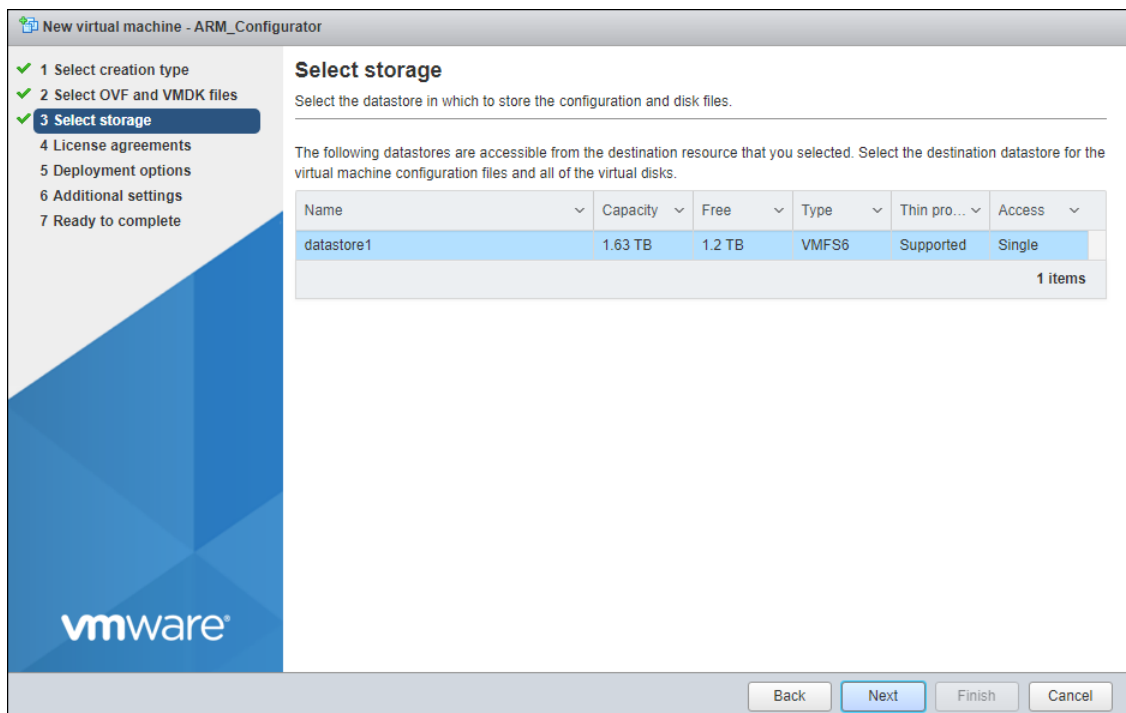 New virtual machine - ARM_Configurator
1 Select creation type
2 Select OVF and VMDK files
3 Select storage
4 License agreements
5 Deployment options
6 Additional settings
7 Ready to complete
Select storage
Select the datastore in which to store the configuration and disk files.
The following datastores are accessible from the destination resource that you selected. Select the destination datastore for the
virtual machine configuration files and all of the virtual disks.
Name Capacity Free Type Thin pro... Access
datastore1 1.63 TB 1.2 TB VMFS6 Supported Single
1 items
vmware®
Back Next Finish Cancel